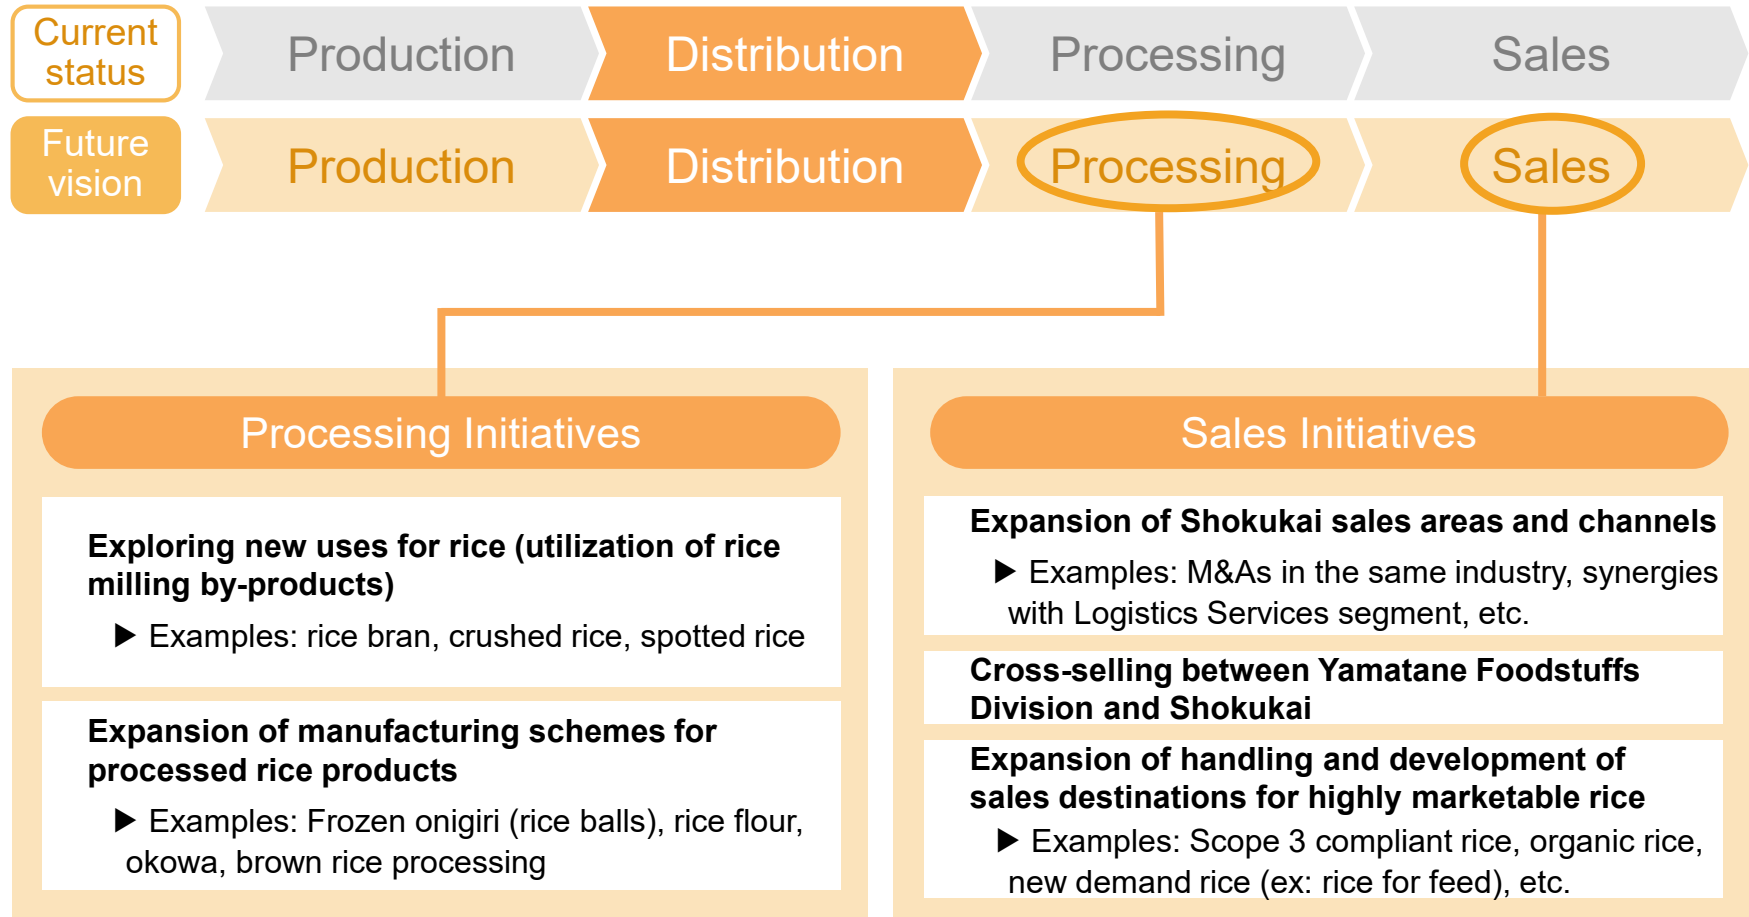 Current
status
Production
Distribution
Processing
Sales
Future
vision
Production
Distribution
Processing
Sales
Processing Initiatives
Exploring new uses for rice (utilization of rice
milling by-products)
▶ Examples: rice bran, crushed rice, spotted rice
Expansion of manufacturing schemes for
processed rice products
▶ Examples: Frozen onigiri (rice balls), rice flour,
okowa, brown rice processing
Sales Initiatives
Expansion of Shokukai sales areas and channels
▶ Examples: M&As in the same industry, synergies
with Logistics Services segment, etc.
Cross-selling between Yamatane Foodstuffs
Division and Shokukai
Expansion of handling and development of
sales destinations for highly marketable rice
▶ Examples: Scope 3 compliant rice, organic rice,
new demand rice (ex: rice for feed), etc.